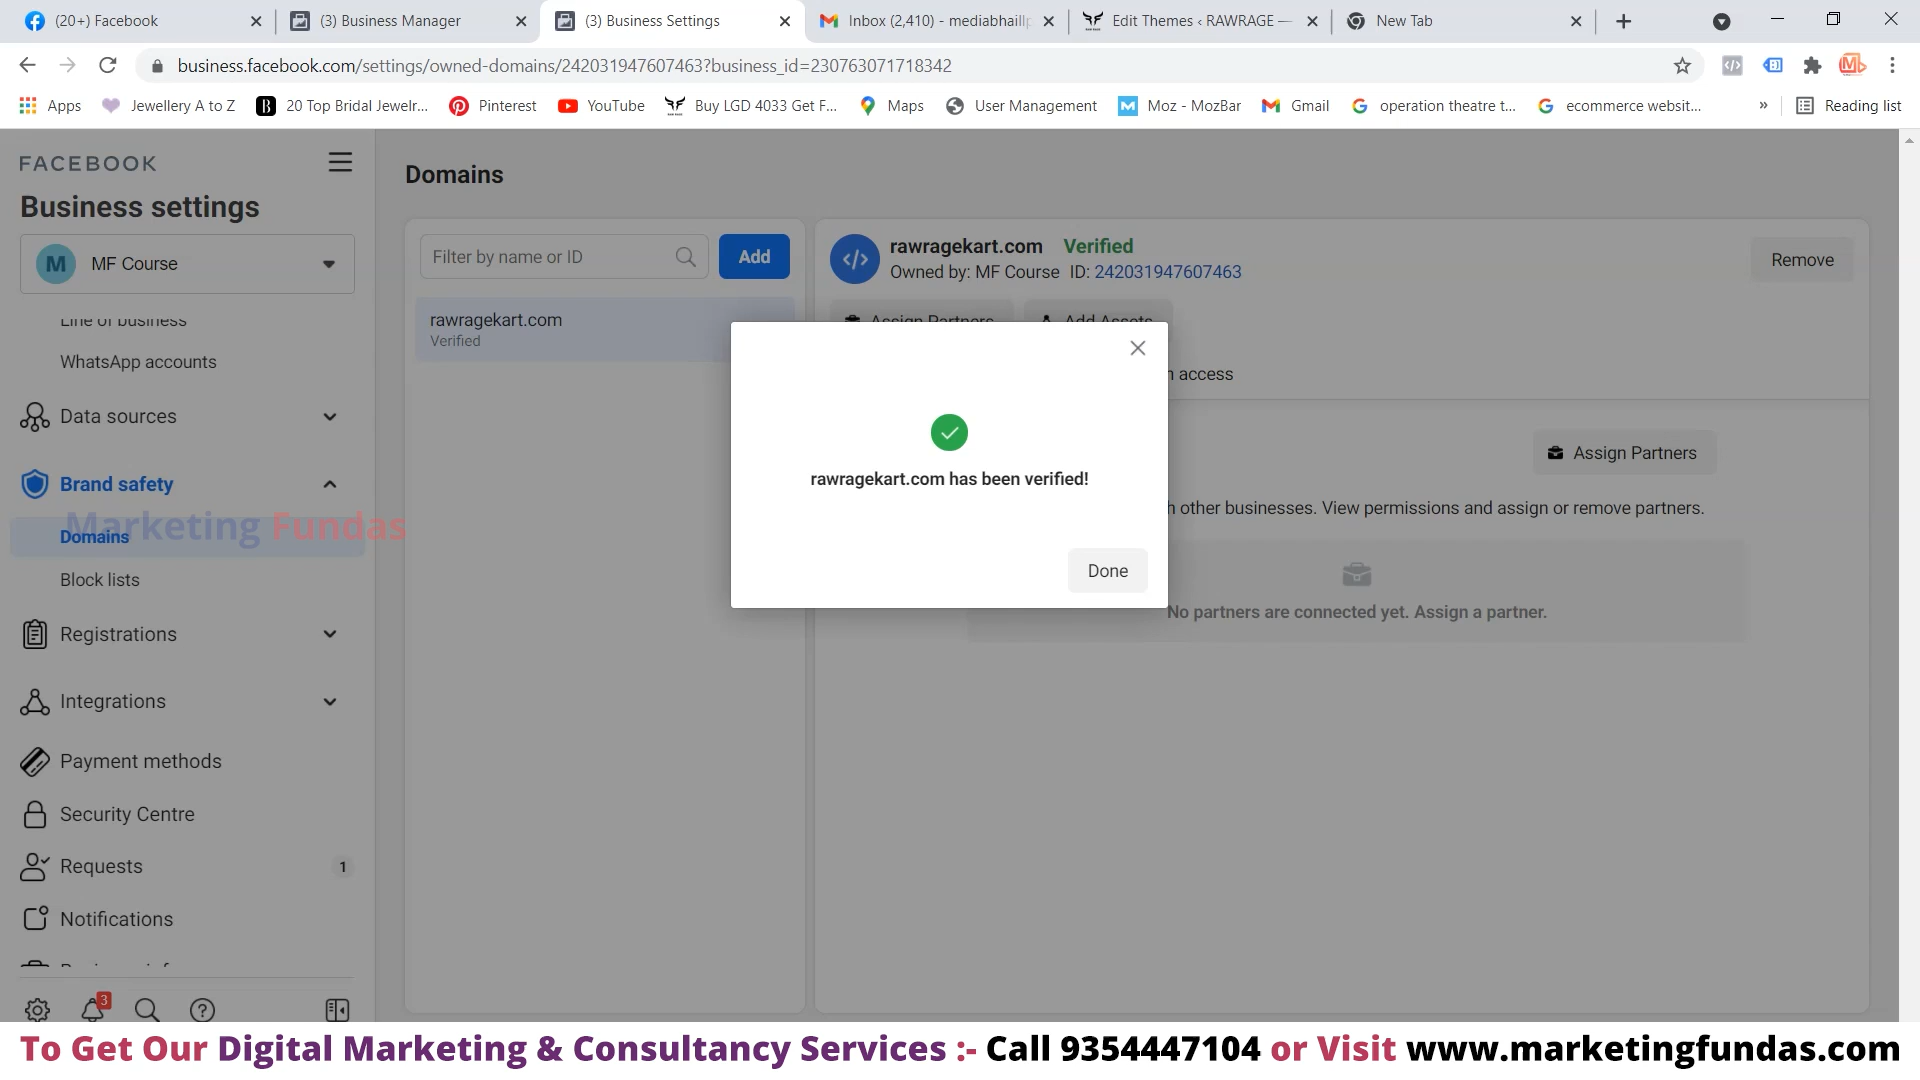 (20+) Facebook
(3) Business Manager
(3) Business Settings
Inbox (2,410) - mediabhaillp
Edit Themes ‹ RAWRAGE —
New Tab
business.facebook.com/settings/owned-domains/242031947607463?business_id=230763071718342
Apps
Jewellery A to Z
20 Top Bridal Jewelr...
Pinterest
YouTube
Buy LGD 4033 Get F...
Maps
User Management
Moz - MozBar
Gmail
operation theatre t...
ecommerce websit...
»
Reading list
FACEBOOK
Business settings
M MF Course
Line of business
WhatsApp accounts
Data sources
Brand safety
Domains
Marketing Fundas
Block lists
Registrations
Integrations
Payment methods
Security Centre
Requests 1
Notifications
3
Domains
Filter by name or ID
Add
rawragekart.com
Verified
rawragekart.com Verified
Owned by: MF Course ID: 242031947607463
Remove
Assign Partners
Add Assets
access
Assign Partners
other businesses. View permissions and assign or remove partners.
No partners are connected yet. Assign a partner.
rawragekart.com has been verified!
Done
To Get Our Digital Marketing & Consultancy Services :- Call 9354447104 or Visit www.marketingfundas.com